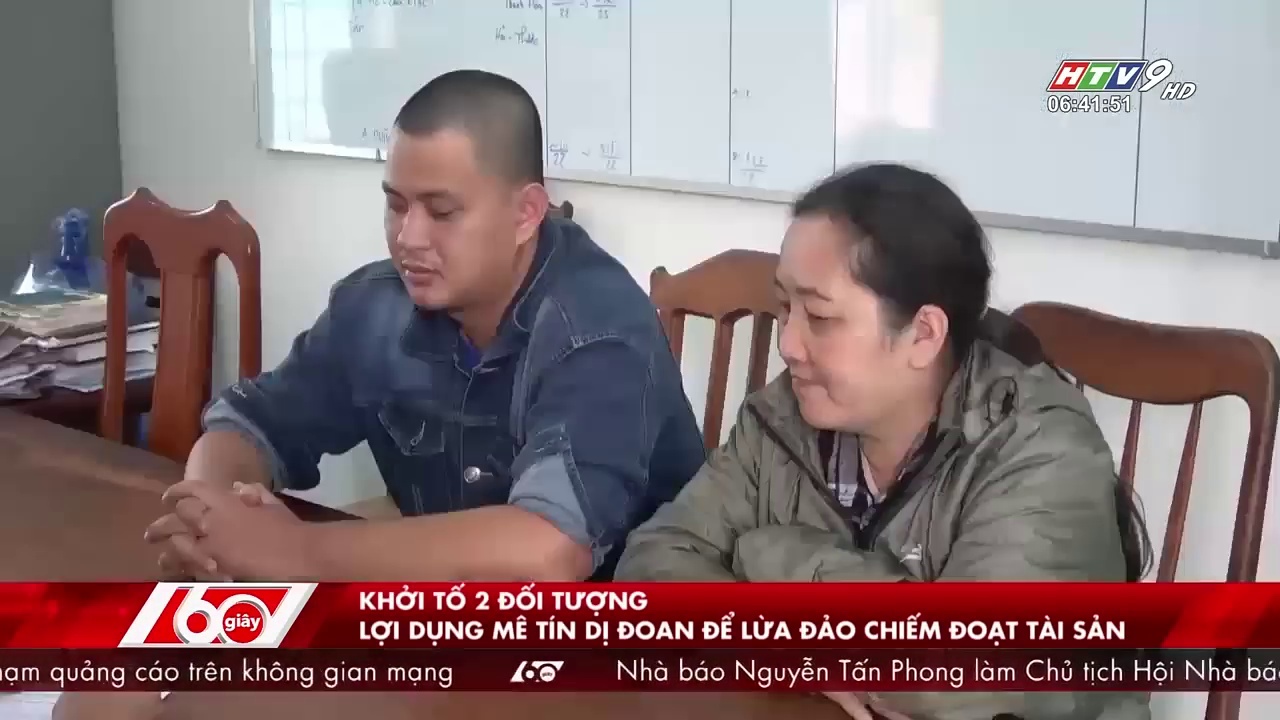 HTV9 HD
06:41:51
60 giây
KHỞI TỐ 2 ĐỐI TƯỢNG
LỢI DỤNG MÊ TÍN DỊ ĐOAN ĐỂ LỪA ĐẢO CHIẾM ĐOẠT TÀI SẢN
quảng cáo trên không gian mạng 60 giây Nhà báo Nguyễn Tấn Phong làm Chủ tịch Hội Nhà